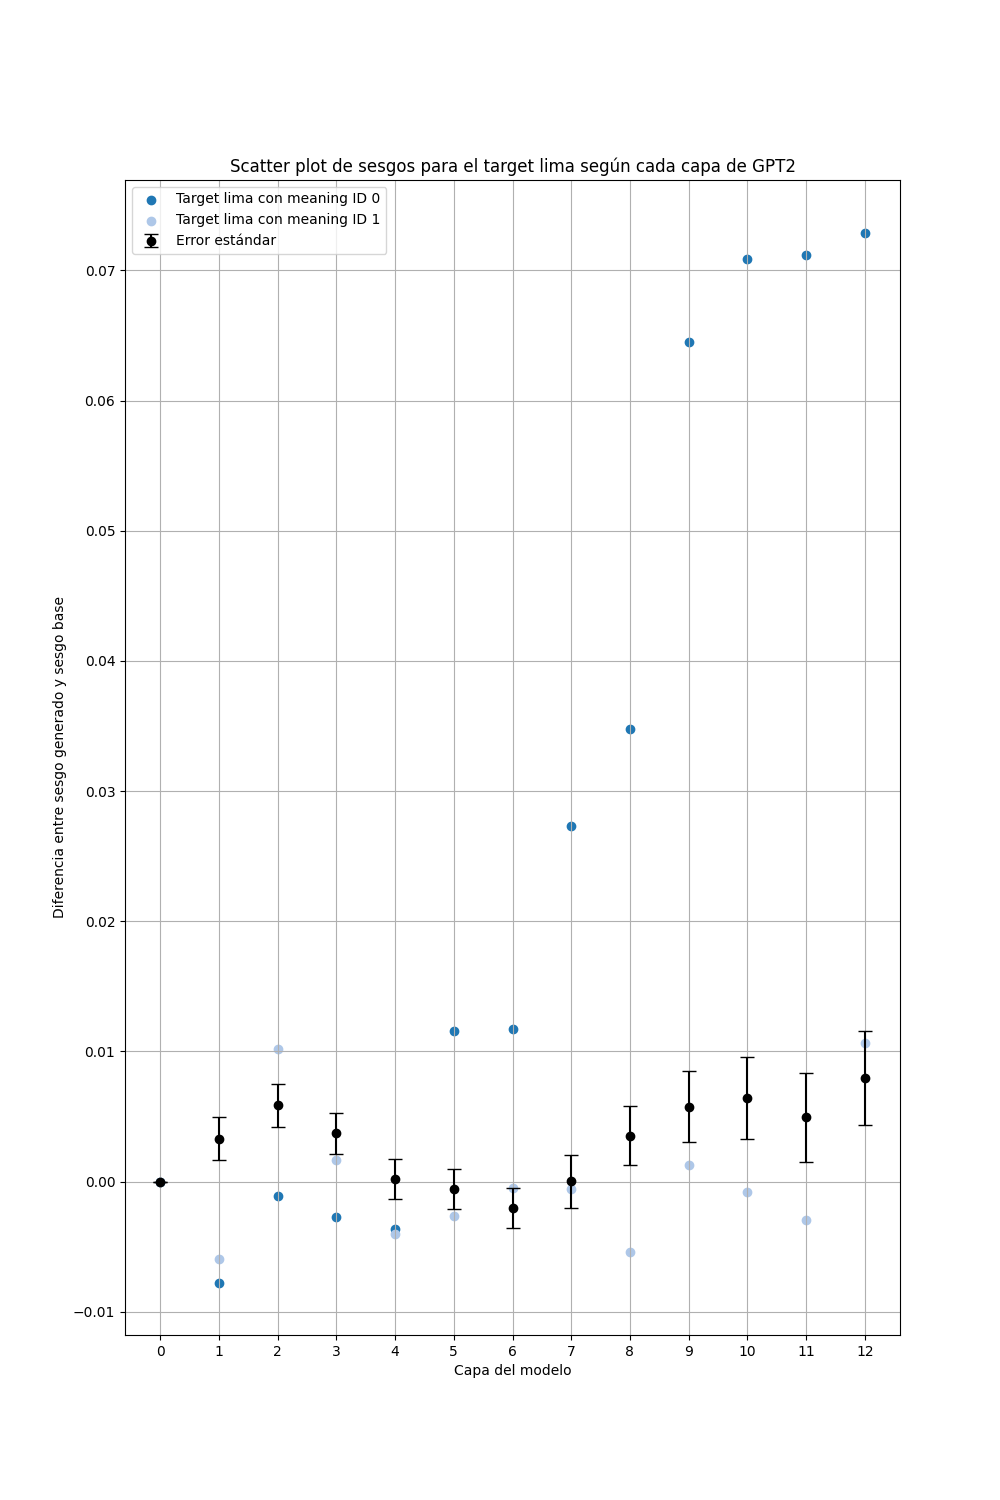 Scatter plot de sesgos para el target lima según cada capa de GPT2
Target lima con meaning ID 0
Target lima con meaning ID 1
Error estándar
0.07
0.06
0.05
0.04
0.03
0.02
0.01
0.00
−0.01
Diferencia entre sesgo generado y sesgo base
0 1 2 3 4 5 6 7 8 9 10 11 12
Capa del modelo